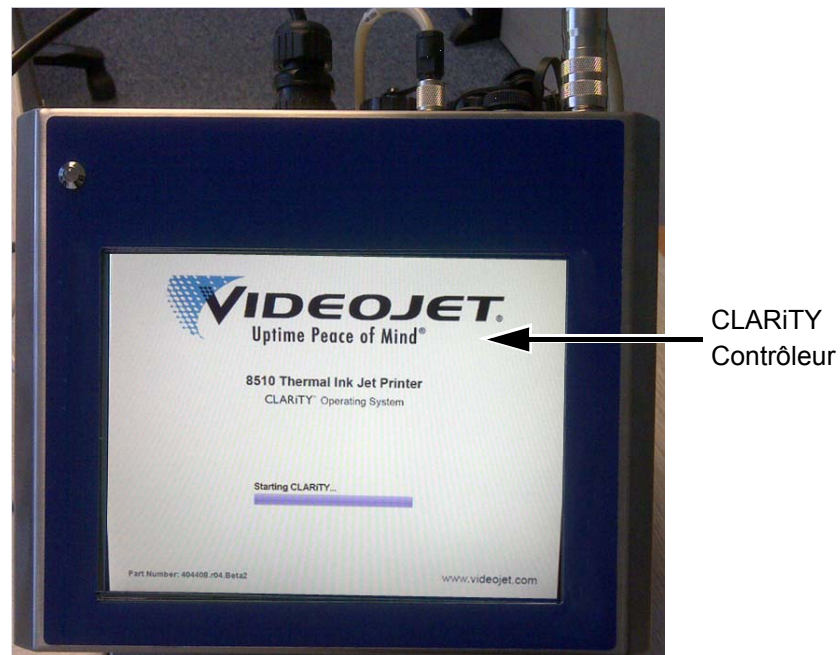 VIDEOJET®
Uptime Peace of Mind®
8510 Thermal Ink Jet Printer
CLARiTY™ Operating System
Starting CLARiTY...
Part Number: 404408.r04.Beta2
www.videojet.com
CLARiTY
Contrôleur